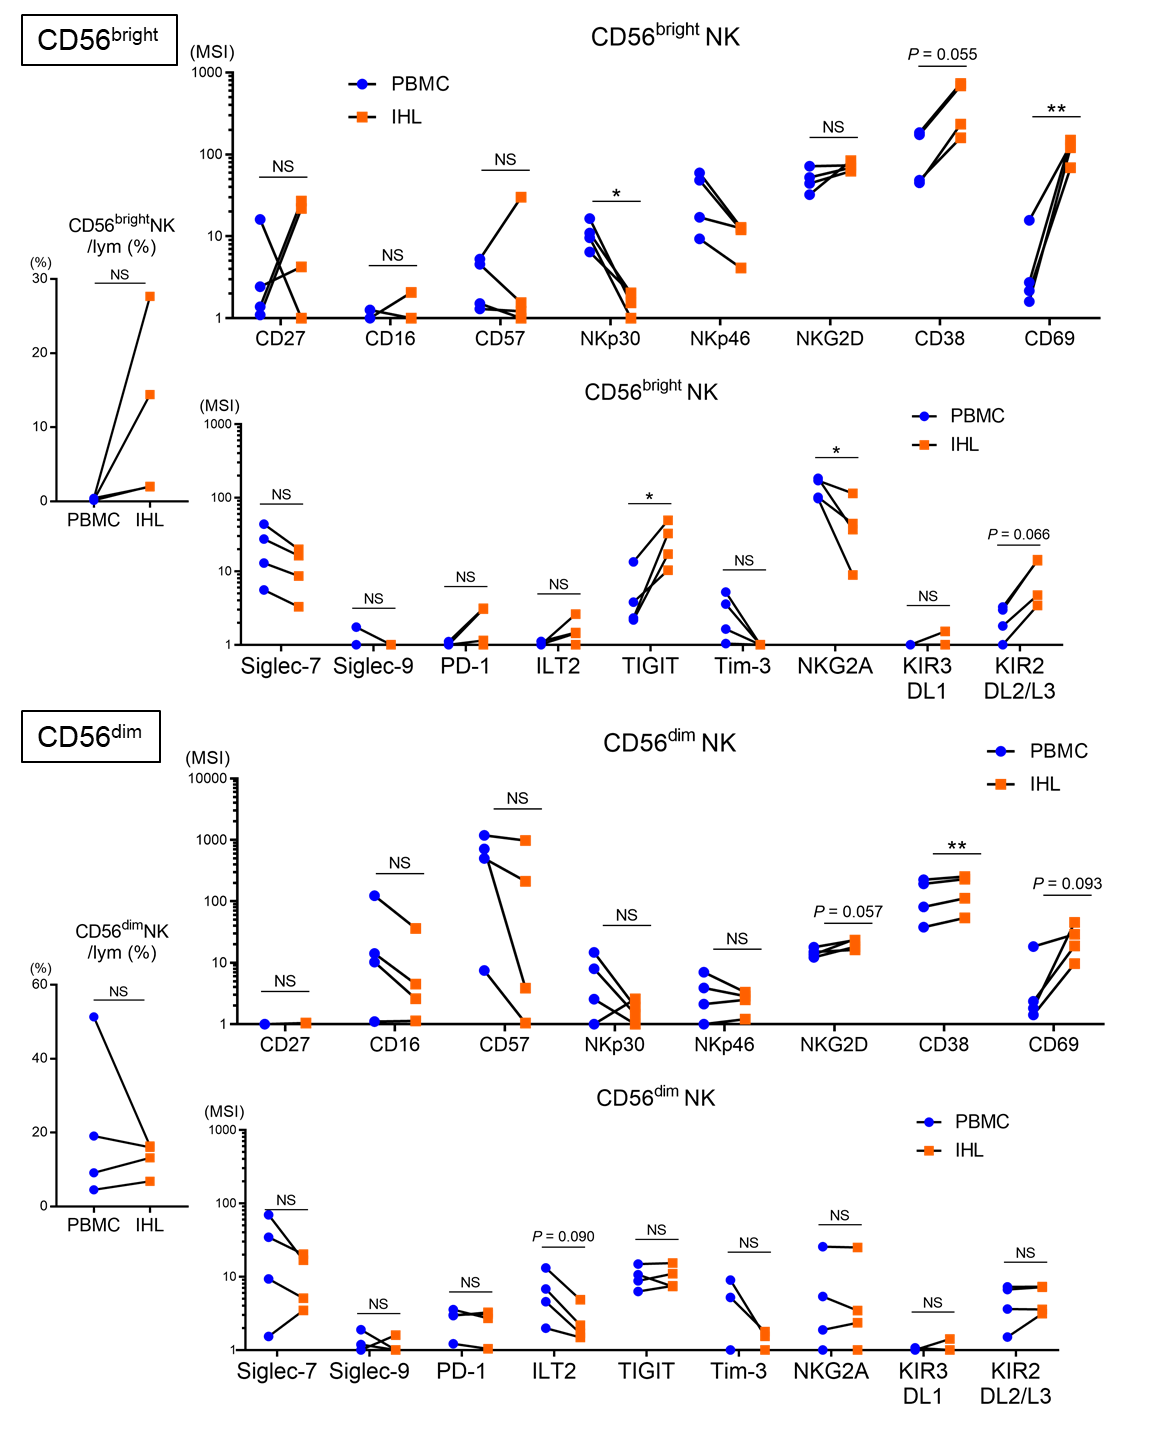 CD56bright
CD56bright NK
(MSI)
PBMC
IHL
1000
100
10
1
NS
NS
NS
*
NS
P = 0.055
**
CD27
CD16
CD57
NKp30
NKp46
NKG2D
CD38
CD69
CD56brightNK
/lym (%)
(%)
NS
30
20
10
0
PBMC
IHL
CD56bright NK
(MSI)
PBMC
IHL
1000
100
10
1
NS
NS
NS
NS
*
NS
*
NS
P = 0.066
Siglec-7
Siglec-9
PD-1
ILT2
TIGIT
Tim-3
NKG2A
KIR3
DL1
KIR2
DL2/L3
CD56dim
CD56dim NK
(MSI)
PBMC
IHL
10000
1000
100
10
1
NS
NS
NS
NS
NS
P = 0.057
**
P = 0.093
CD27
CD16
CD57
NKp30
NKp46
NKG2D
CD38
CD69
CD56dimNK
/lym (%)
(%)
NS
60
40
20
0
PBMC
IHL
CD56dim NK
(MSI)
PBMC
IHL
1000
100
10
1
NS
NS
NS
P = 0.090
NS
NS
NS
NS
NS
Siglec-7
Siglec-9
PD-1
ILT2
TIGIT
Tim-3
NKG2A
KIR3
DL1
KIR2
DL2/L3